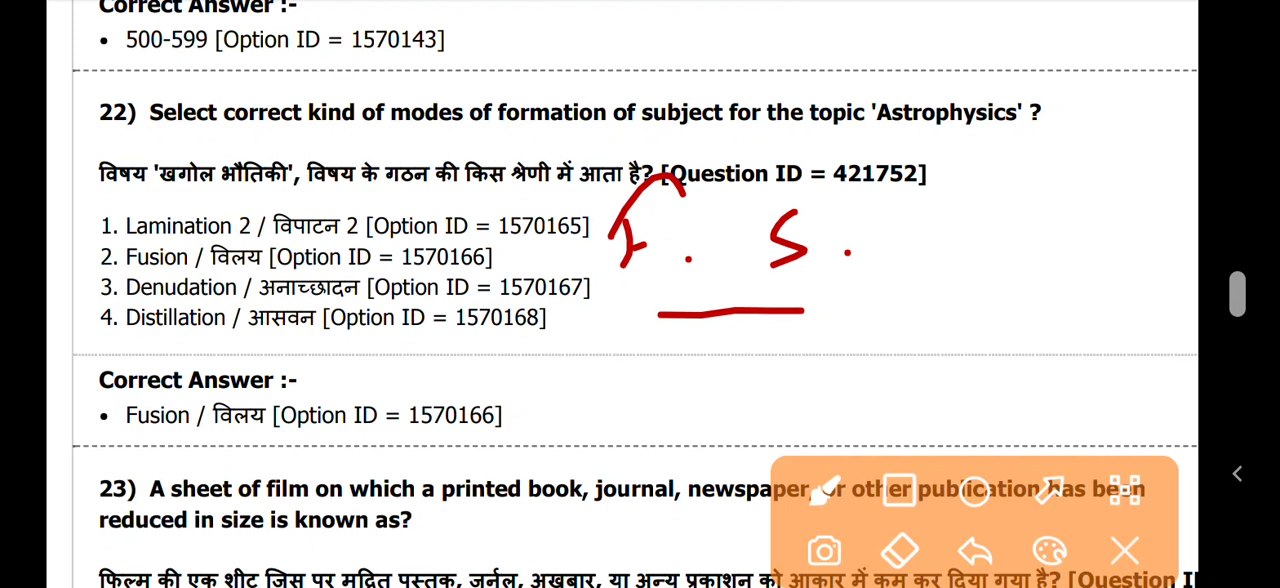 Correct Answer :-
• 500-599 [Option ID = 1570143]
22) Select correct kind of modes of formation of subject for the topic 'Astrophysics' ?
विषय 'खगोल भौतिकी', विषय के गठन की किस श्रेणी में आता है? [Question ID = 421752]
1. Lamination 2 / विपाटन 2 [Option ID = 1570165]
2. Fusion / विलय [Option ID = 1570166]
3. Denudation / अनाच्छादन [Option ID = 1570167]
4. Distillation / आसवन [Option ID = 1570168]
S .
Correct Answer :-
• Fusion / विलय [Option ID = 1570166]
23) A sheet of film on which a printed book, journal, newspaper, or other publication has been
reduced in size is known as?
फिल्म की एक शीट जिस पर मुद्रित पुस्तक, जर्नल, अखबार, या अन्य प्रकाशन को आकार में कम कर दिया गया है? [Question